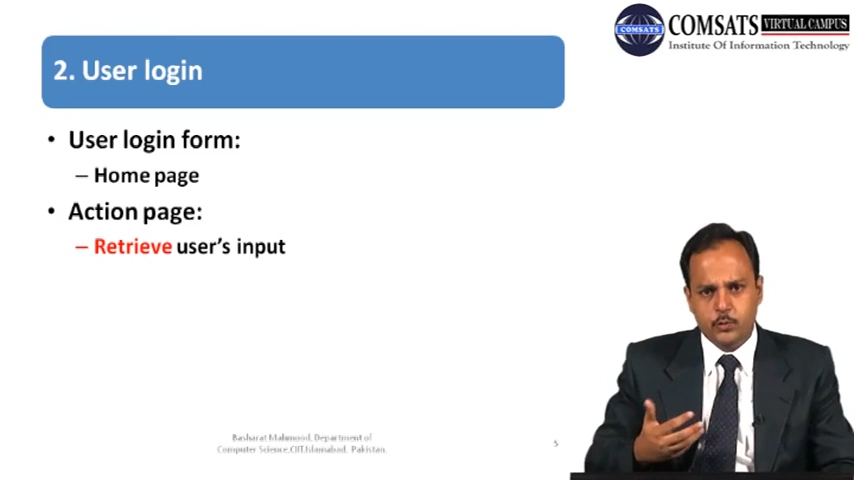 COMSATS VIRTUAL CAMPUS
COMSATS
Institute Of Information Technology
2. User login
• User login form:
– Home page
• Action page:
– Retrieve user's input
Basharat Mahmood, Department of
Computer Science,CIIT,Islamabad, Pakistan.
5